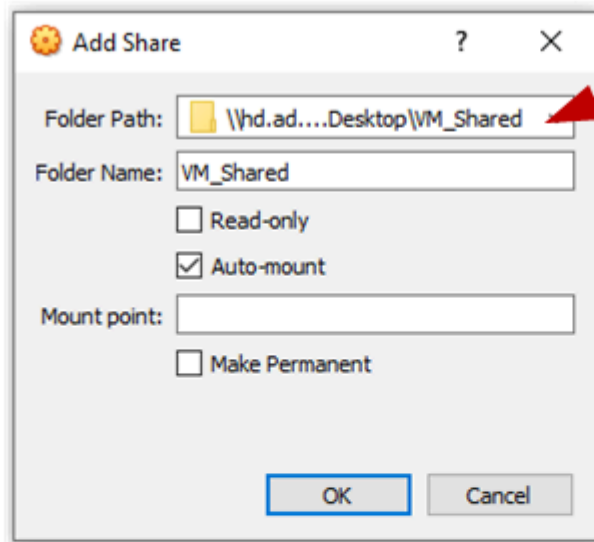 Add Share
?
Folder Path: \\hd.ad....Desktop\VM_Shared
Folder Name: VM_Shared
Read-only
Auto-mount
Mount point:
Make Permanent
OK Cancel